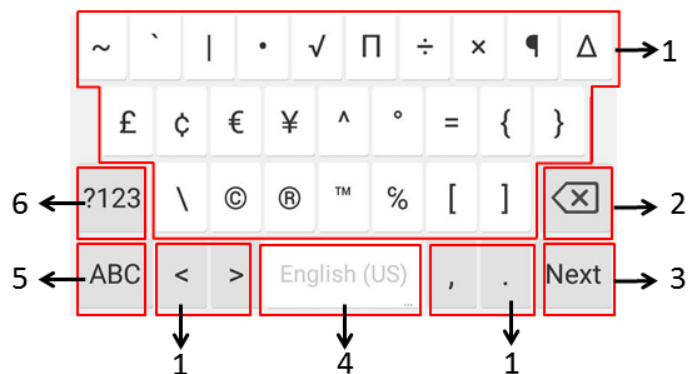 ~ ` | • √ Π ÷ × ¶ Δ 1
£ ¢ € ¥ ^ ° = { }
6 ?123 \ © ® ™ ℅ [ ] 2
5 ABC < > English (US) , . Next 3
1 4 1